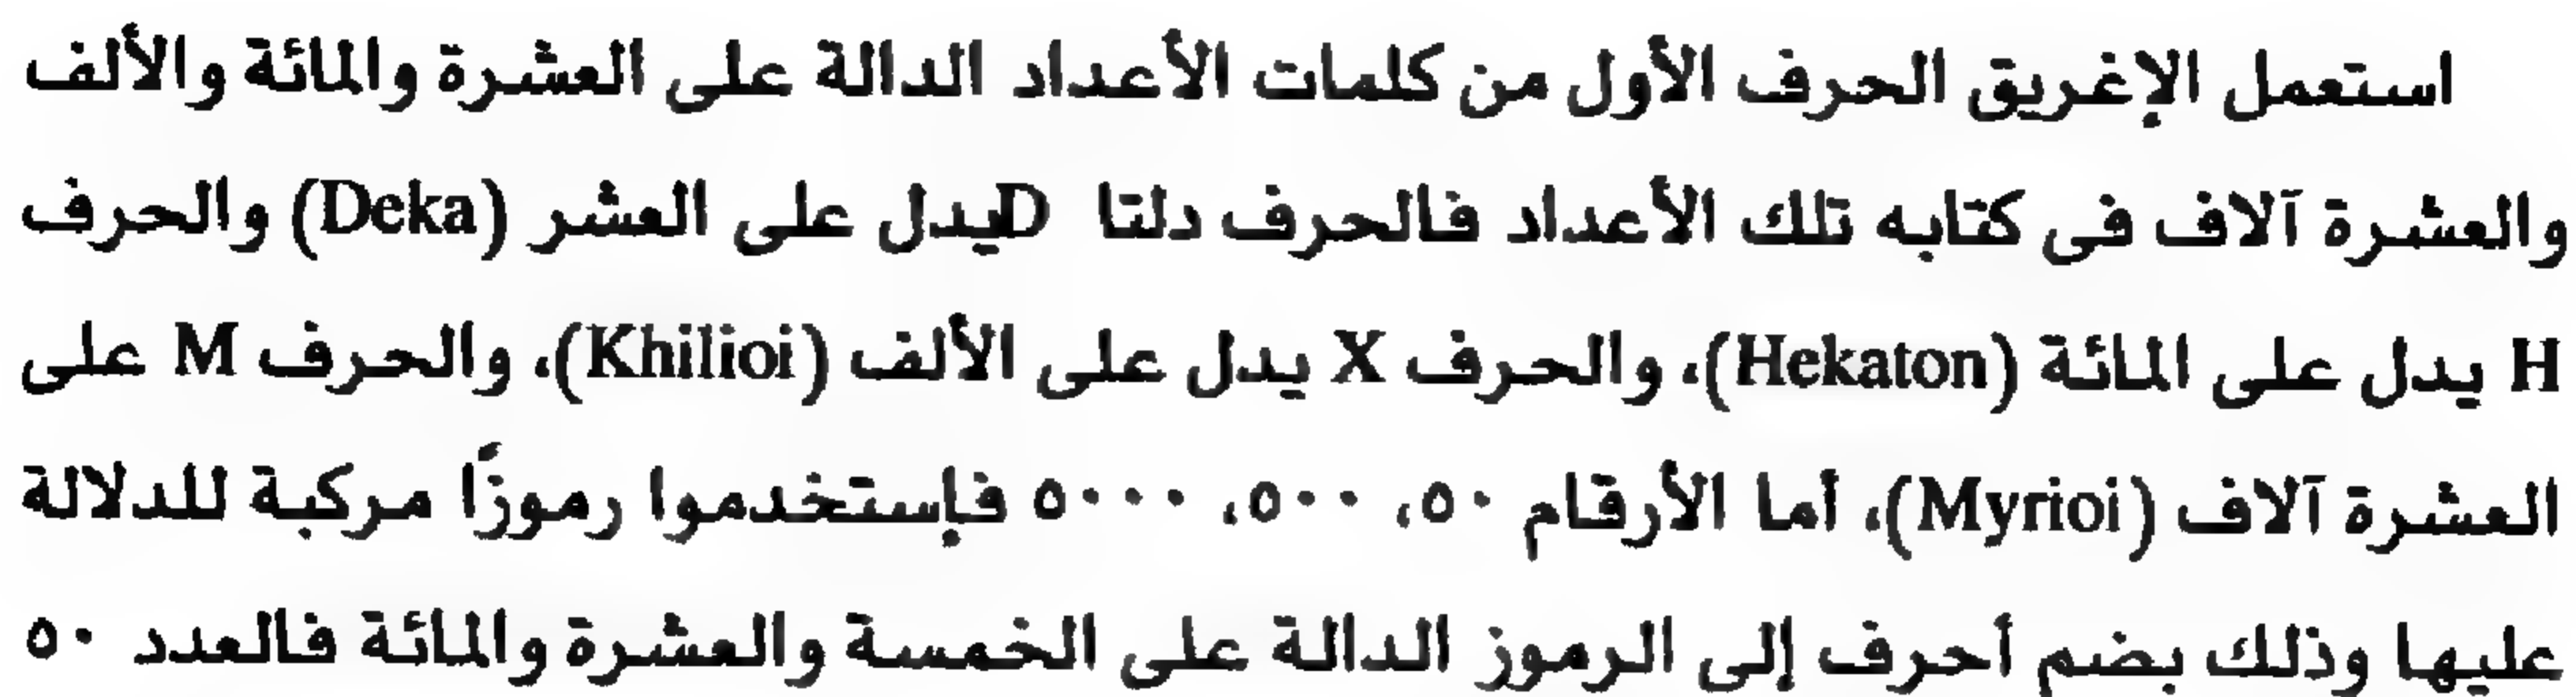 استعمل الإغريق الحرف الأول من كلمات الأعداد الدالة على العشرة والمائة والألف
والعشرة آلاف فى كتابه تلك الأعداد فالحرف دلتا Dيدل على العشر (Deka) والحرف
H يدل على المائة (Hekaton)، والحرف X يدل على الألف (Khilioi)، والحرف M على
العشرة آلاف (Myrioi)، أما الأرقام ٥٠، ٥٠٠، ٥٠٠٠ فإستخدموا رموزًا مركبة للدلالة
عليها وذلك بضم أحرف إلى الرموز الدالة على الخمسة والعشرة والمائة فالعدد ٥٠